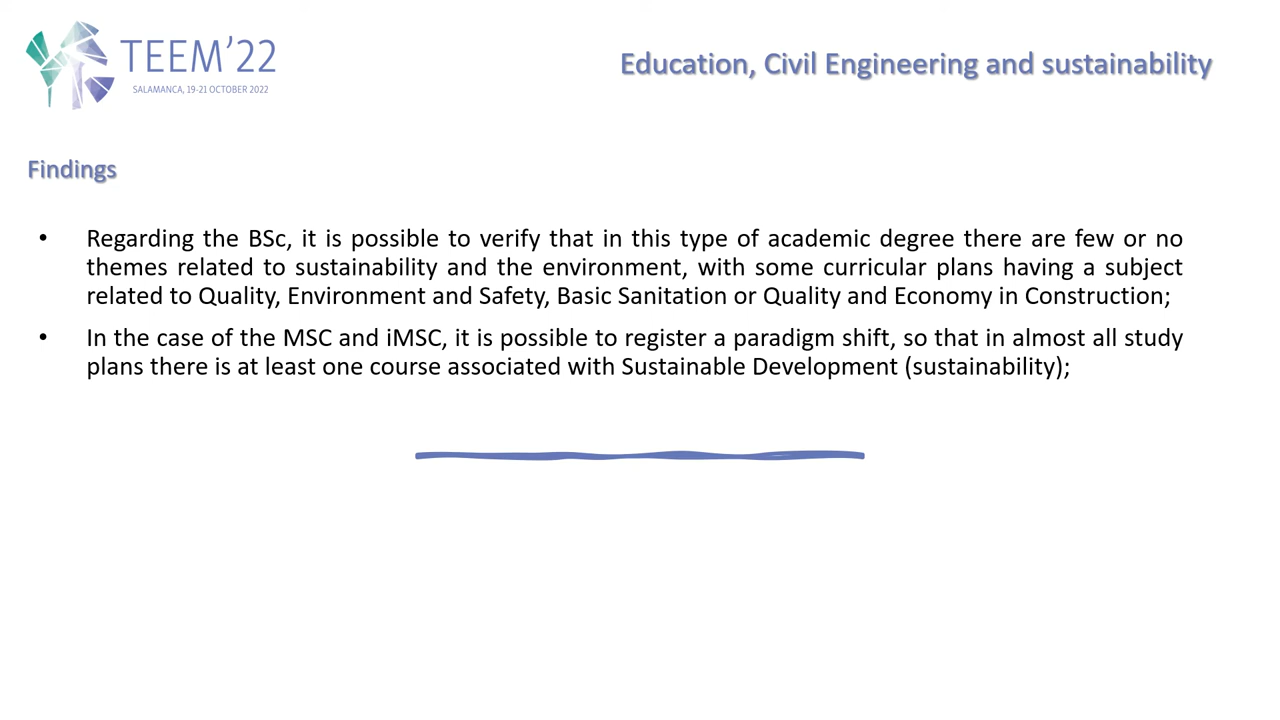 TEEM'22
SALAMANCA, 19-21 OCTOBER 2022
Education, Civil Engineering and sustainability
Findings
• Regarding the BSc, it is possible to verify that in this type of academic degree there are few or no
themes related to sustainability and the environment, with some curricular plans having a subject
related to Quality, Environment and Safety, Basic Sanitation or Quality and Economy in Construction;
• In the case of the MSC and iMSC, it is possible to register a paradigm shift, so that in almost all study
plans there is at least one course associated with Sustainable Development (sustainability);